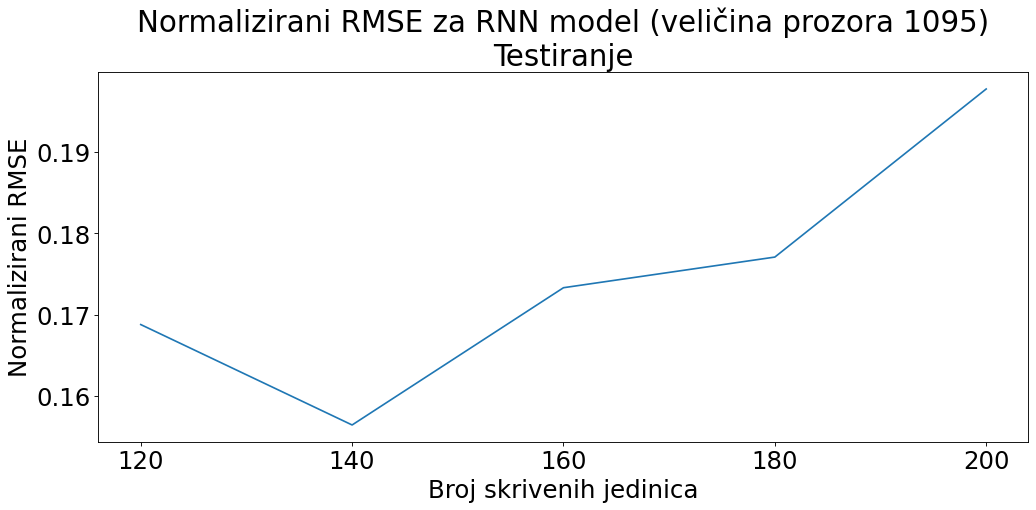 Normalizirani RMSE za RNN model (veličina prozora 1095)
Testiranje
Normalizirani RMSE
0.19
0.18
0.17
0.16
120 140 160 180 200
Broj skrivenih jedinica